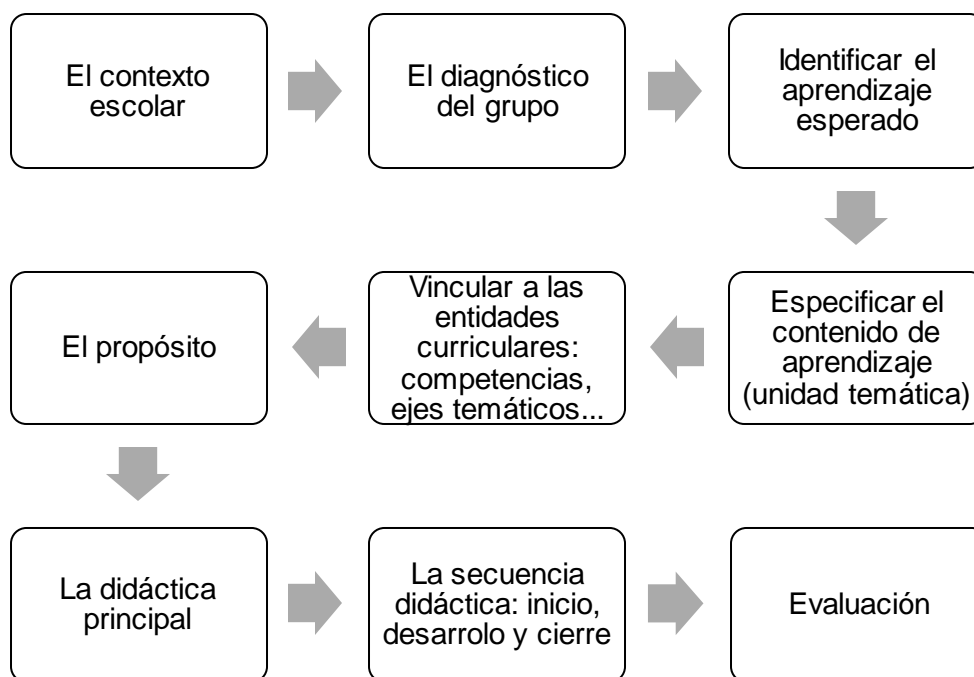 El contexto
escolar
El diagnóstico
del grupo
Identificar el
aprendizaje
esperado
Especificar el
contenido de
aprendizaje
(unidad temática)
Vincular a las
entidades
curriculares:
competencias,
ejes temáticos...
El propósito
La didáctica
principal
La secuencia
didáctica: inicio,
desarrolo y cierre
Evaluación